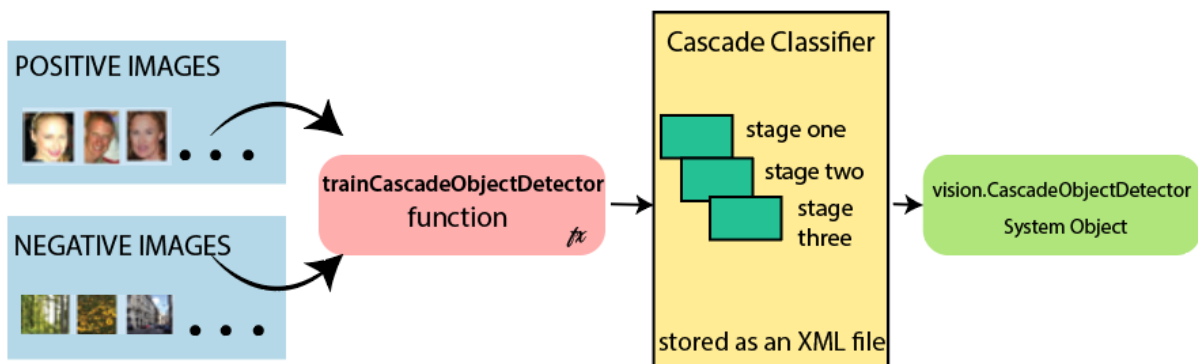 POSITIVE IMAGES
NEGATIVE IMAGES
trainCascadeObjectDetector
function
fx
Cascade Classifier
stage one
stage two
stage
three
stored as an XML file
vision.CascadeObjectDetector
System Object